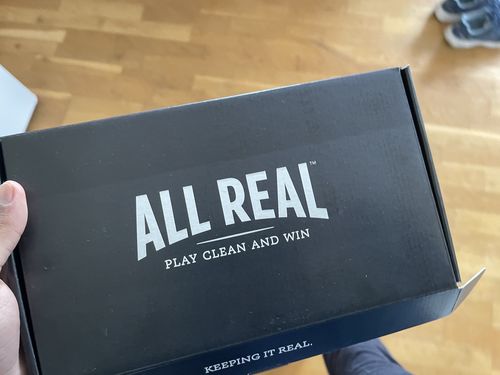 ALL REAL™
PLAY CLEAN AND WIN
KEEPING IT REAL.